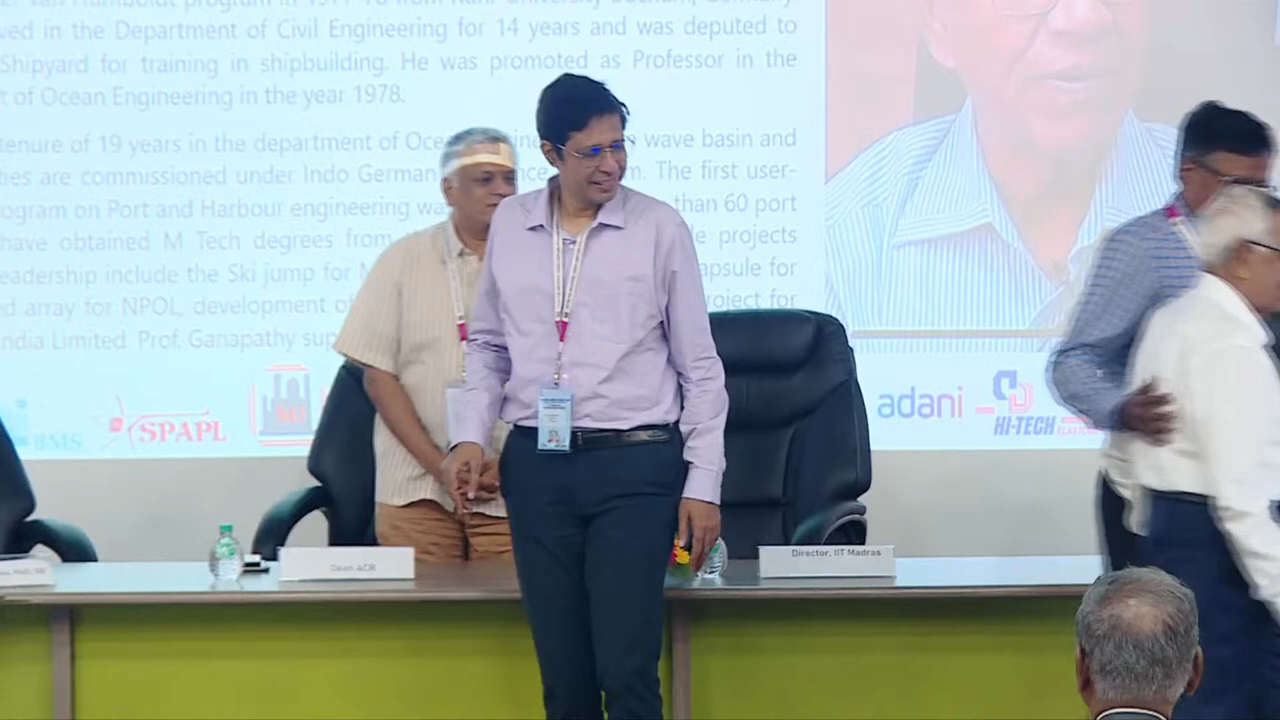 ved in the Department of Civil Engineering for 14 years and was deputed to
Shipyard for training in shipbuilding. He was promoted as Professor in the
t of Ocean Engineering in the year 1978.
tenure of 19 years in the department of wave basin and
ties are commissioned under Indo German The first user-
ogram on Port and Harbour engineering than 60 port
have obtained M Tech degrees from projects
eadership include the Ski jump for apsule for
d array for NPOL, development of roject for
ndia Limited. Prof. Ganapathy sup
BMS
SPAPL
adani
HI-TECH
Dean ACR
Director, IIT Madras